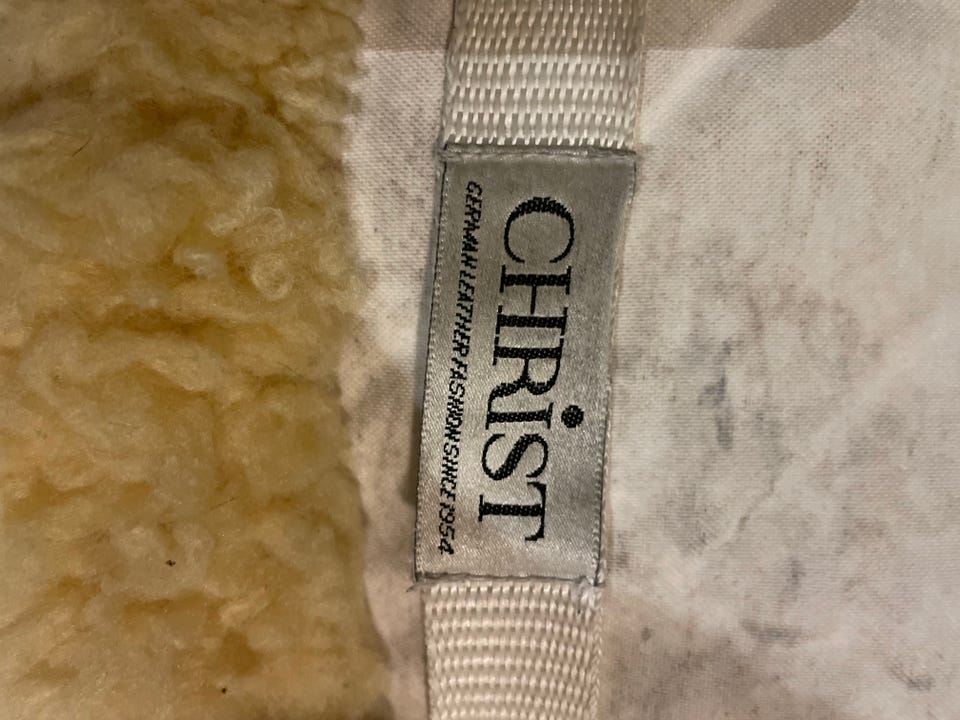 CHRiST
GERMAN LEATHER FASHION SINCE 1954